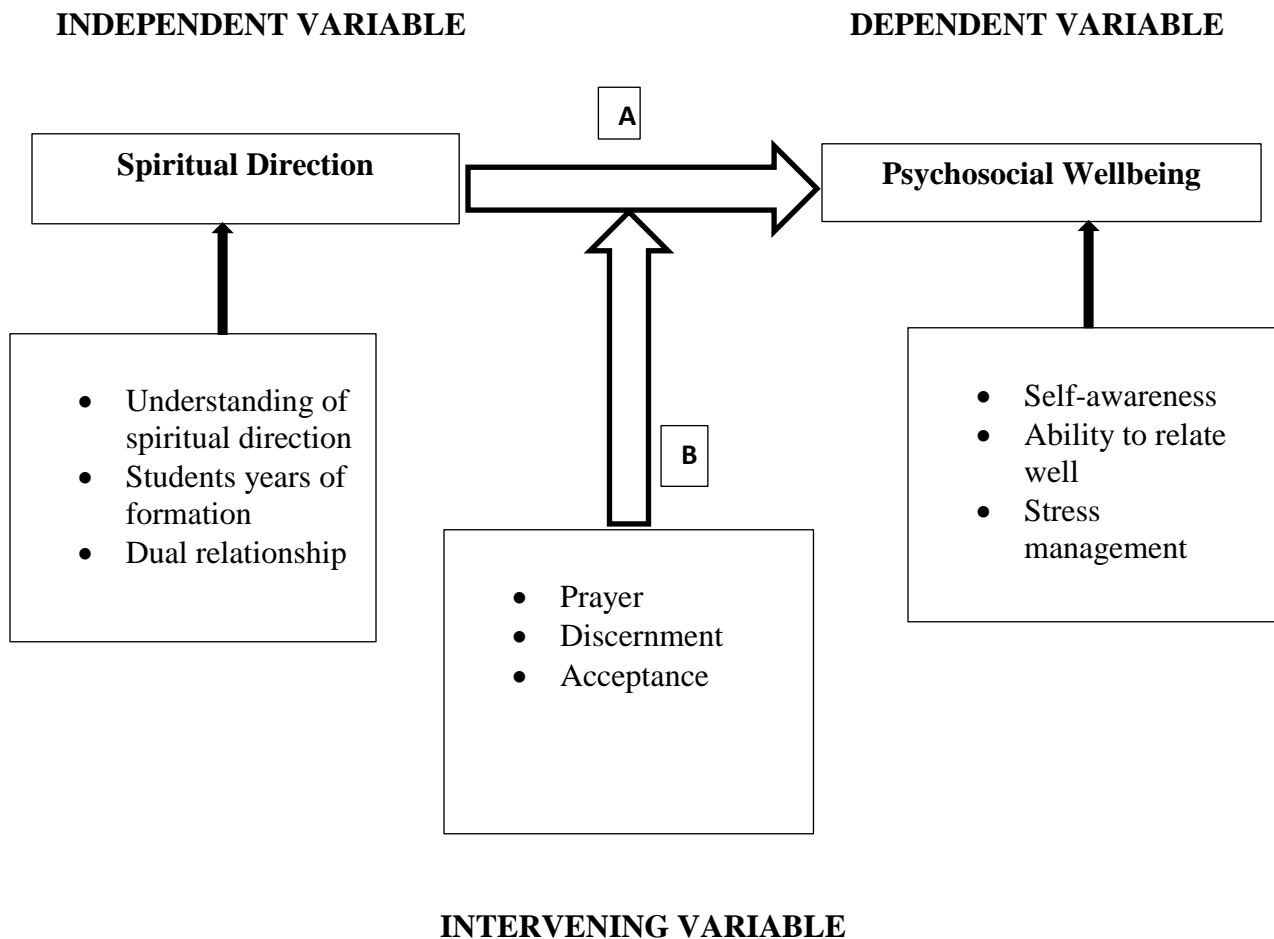 INDEPENDENT VARIABLE
DEPENDENT VARIABLE
A
Spiritual Direction
Psychosocial Wellbeing
• Understanding of
spiritual direction
• Students years of
formation
• Dual relationship
B
• Self-awareness
• Ability to relate
well
• Stress
management
• Prayer
• Discernment
• Acceptance
INTERVENING VARIABLE